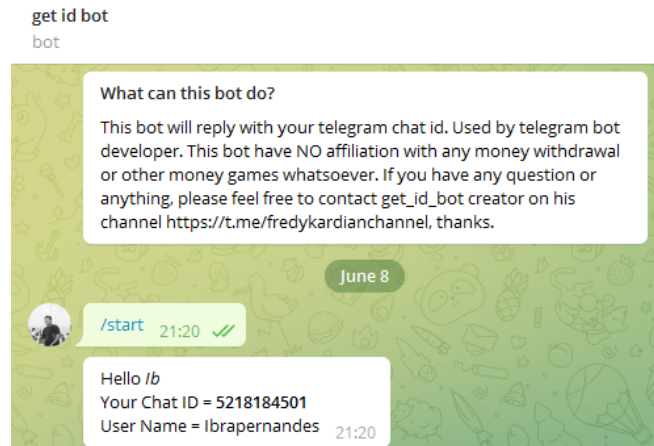 get id bot
bot
What can this bot do?
This bot will reply with your telegram chat id. Used by telegram bot
developer. This bot have NO affiliation with any money withdrawal
or other money games whatsoever. If you have any question or
anything, please feel free to contact get_id_bot creator on his
channel https://t.me/fredykardianchannel, thanks.
June 8
/start 21:20
Hello Ib
Your Chat ID = 5218184501
User Name = Ibrapernandes 21:20